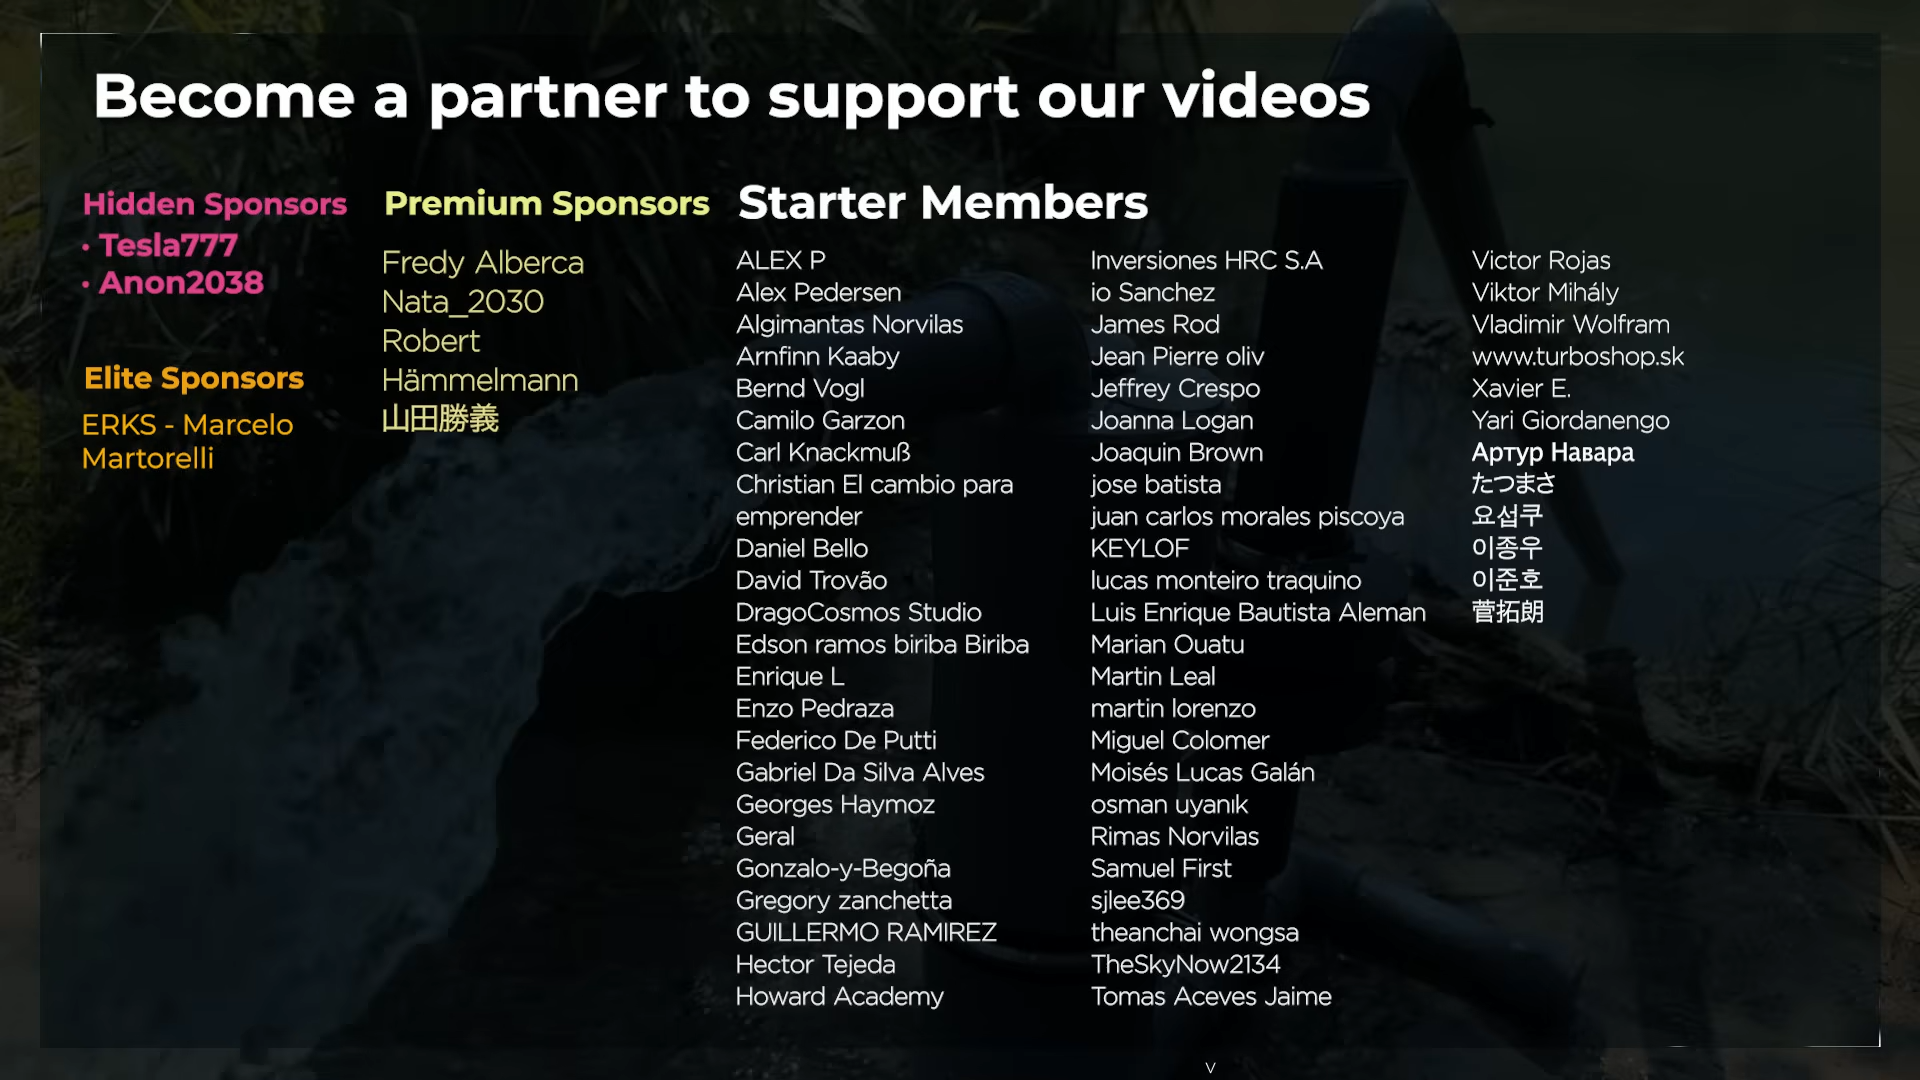 Become a partner to support our videos
Hidden Sponsors
• Tesla777
• Anon2038
Elite Sponsors
ERKS - Marcelo
Martorelli
Premium Sponsors
Fredy Alberca
Nata_2030
Robert
Hämmelmann
山田勝義
Starter Members
ALEX P
Alex Pedersen
Algimantas Norvilas
Arnfinn Kaaby
Bernd Vogl
Camilo Garzon
Carl Knackmuß
Christian El cambio para
emprender
Daniel Bello
David Trovão
DragoCosmos Studio
Edson ramos biriba Biriba
Enrique L
Enzo Pedraza
Federico De Putti
Gabriel Da Silva Alves
Georges Haymoz
Geral
Gonzalo-y-Begoña
Gregory zanchetta
GUILLERMO RAMIREZ
Hector Tejeda
Howard Academy
Inversiones HRC S.A
io Sanchez
James Rod
Jean Pierre oliv
Jeffrey Crespo
Joanna Logan
Joaquin Brown
jose batista
juan carlos morales piscoya
KEYLOF
lucas monteiro traquino
Luis Enrique Bautista Aleman
Marian Ouatu
Martin Leal
martin lorenzo
Miguel Colomer
Moisés Lucas Galán
osman uyanık
Rimas Norvilas
Samuel First
sjlee369
theanchai wongsa
TheSkyNow2134
Tomas Aceves Jaime
v
Victor Rojas
Viktor Mihály
Vladimir Wolfram
www.turboshop.sk
Xavier E.
Yari Giordanengo
Артур Навара
たつまさ
요섭쿠
이종우
이준호
菅拓朗